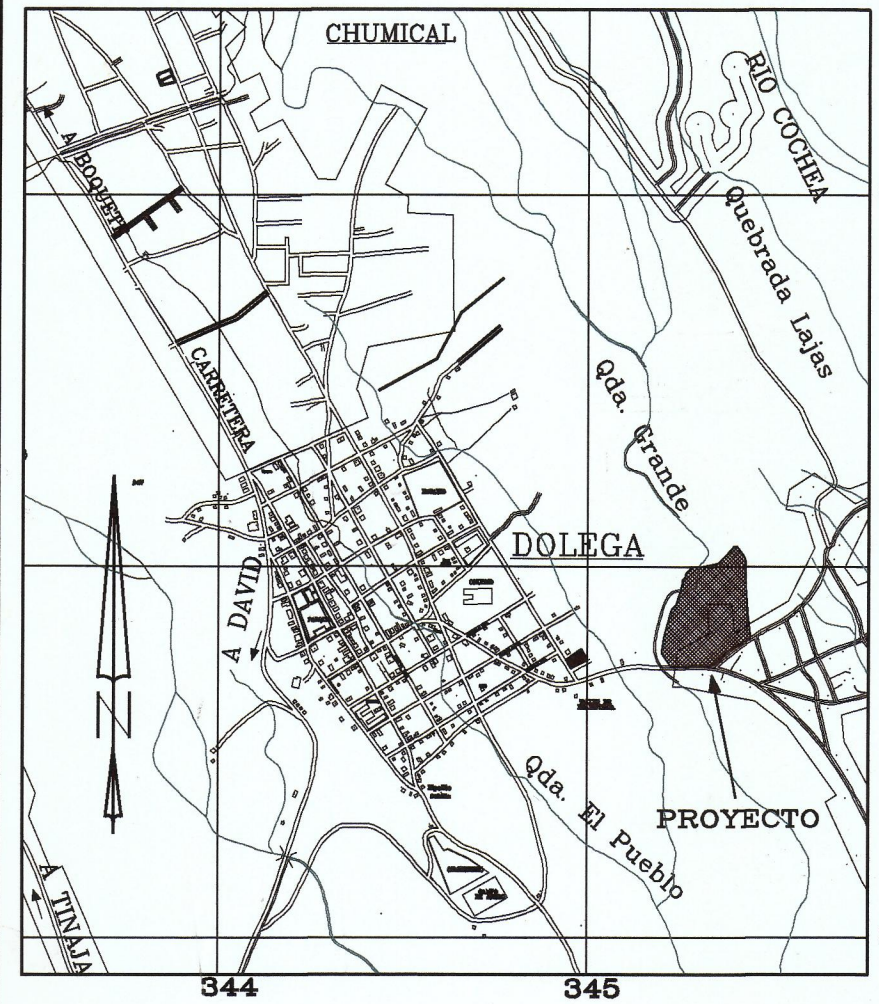 CHUMICAL
RIO COCHEA
A BOQUETE
Quebrada Lajas
CARRETERA
Qda. Grande
DOLEGA
A DAVID
N
PROYECTO
Qda. El Pueblo
A TINAJA
344
345